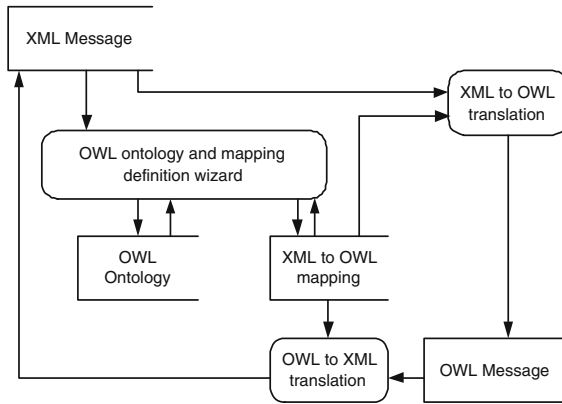 XML Message
XML to OWL
translation
OWL ontology and mapping
definition wizard
OWL
Ontology
XML to OWL
mapping
OWL to XML
translation
OWL Message